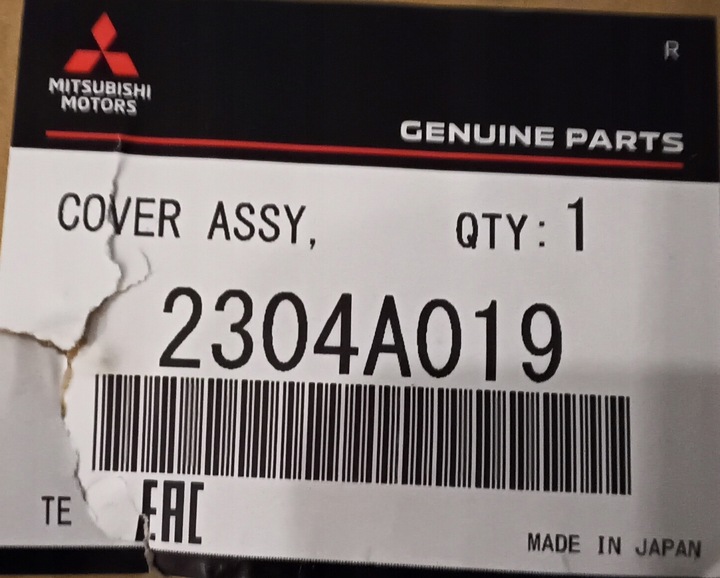 R
MITSUBISHI
MOTORS
GENUINE PARTS
COVER ASSY, QTY: 1
2304A019
TE EAC
MADE IN JAPAN